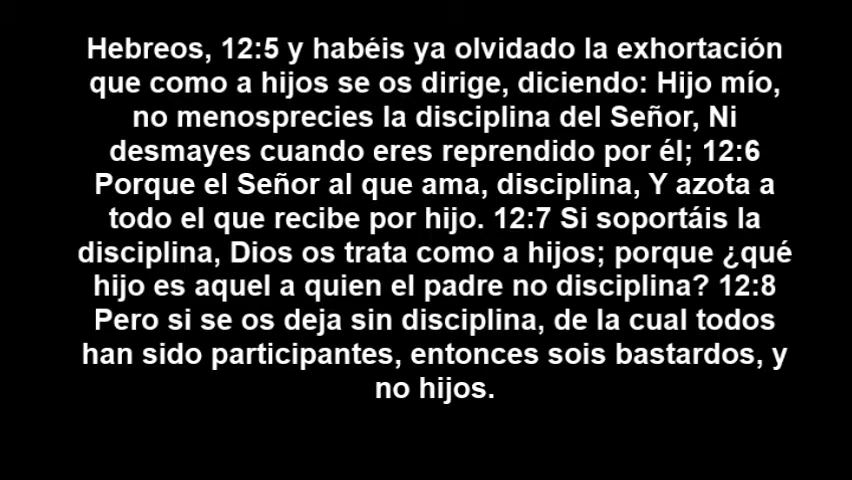 Hebreos, 12:5 y habéis ya olvidado la exhortación
que como a hijos se os dirige, diciendo: Hijo mío,
no menosprecies la disciplina del Señor, Ni
desmayes cuando eres reprendido por él; 12:6
Porque el Señor al que ama, disciplina, Y azota a
todo el que recibe por hijo. 12:7 Si soportáis la
disciplina, Dios os trata como a hijos; porque ¿qué
hijo es aquel a quien el padre no disciplina? 12:8
Pero si se os deja sin disciplina, de la cual todos
han sido participantes, entonces sois bastardos, y
no hijos.